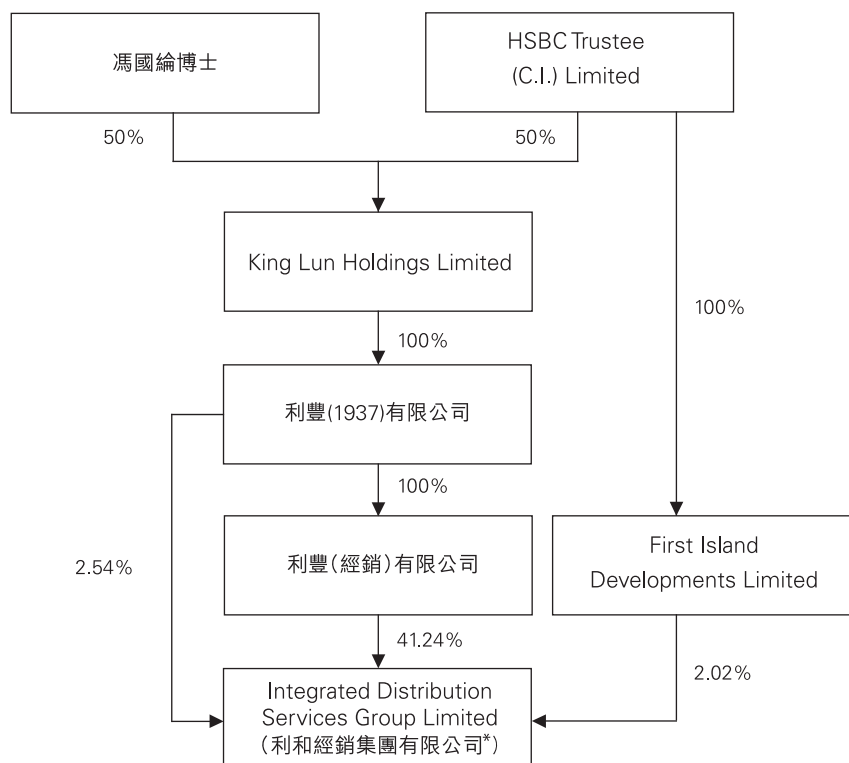 馮國綸博士
HSBC Trustee
(C.I.) Limited
50%
50%
King Lun Holdings Limited
100%
100%
利豐(1937)有限公司
100%
2.54%
利豐(經銷)有限公司
First Island
Developments Limited
41.24%
2.02%
Integrated Distribution
Services Group Limited
(利和經銷集團有限公司*)